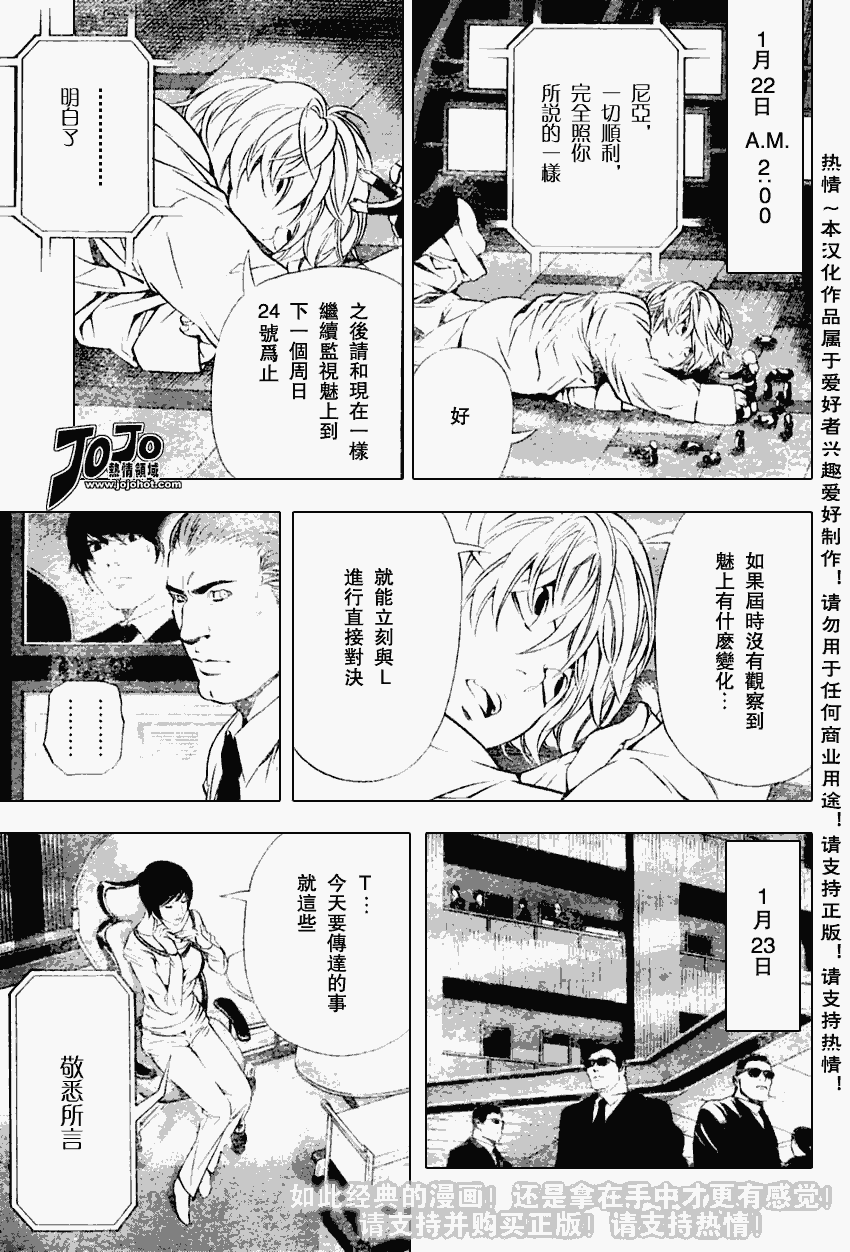 1月22日
A.M.
2:00
尼亞，
一切順利，
完全照你
所説的一樣
好
之後請和現在一樣
繼續監視魅上到
下一個周日
24號爲止
………
明白了
如果屆時沒有觀察到
魅上有什麽變化…
就能立刻與L
進行直接對決
……
……
1月23日
T…
今天要傳達的事
就這些
敬悉所言
JOJO
熱情領域
www.jojohot.com
热情~本汉化作品属于爱好者兴趣爱好制作！请勿用于任何商业用途！请支持正版！请支持热情！
如此经典的漫画！还是拿在手中才更有感觉！
请支持并购买正版！请支持热情！